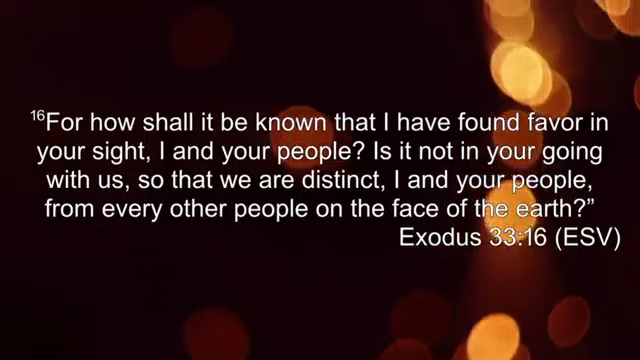 16For how shall it be known that I have found favor in
your sight, I and your people? Is it not in your going
with us, so that we are distinct, I and your people,
from every other people on the face of the earth?”
Exodus 33:16 (ESV)